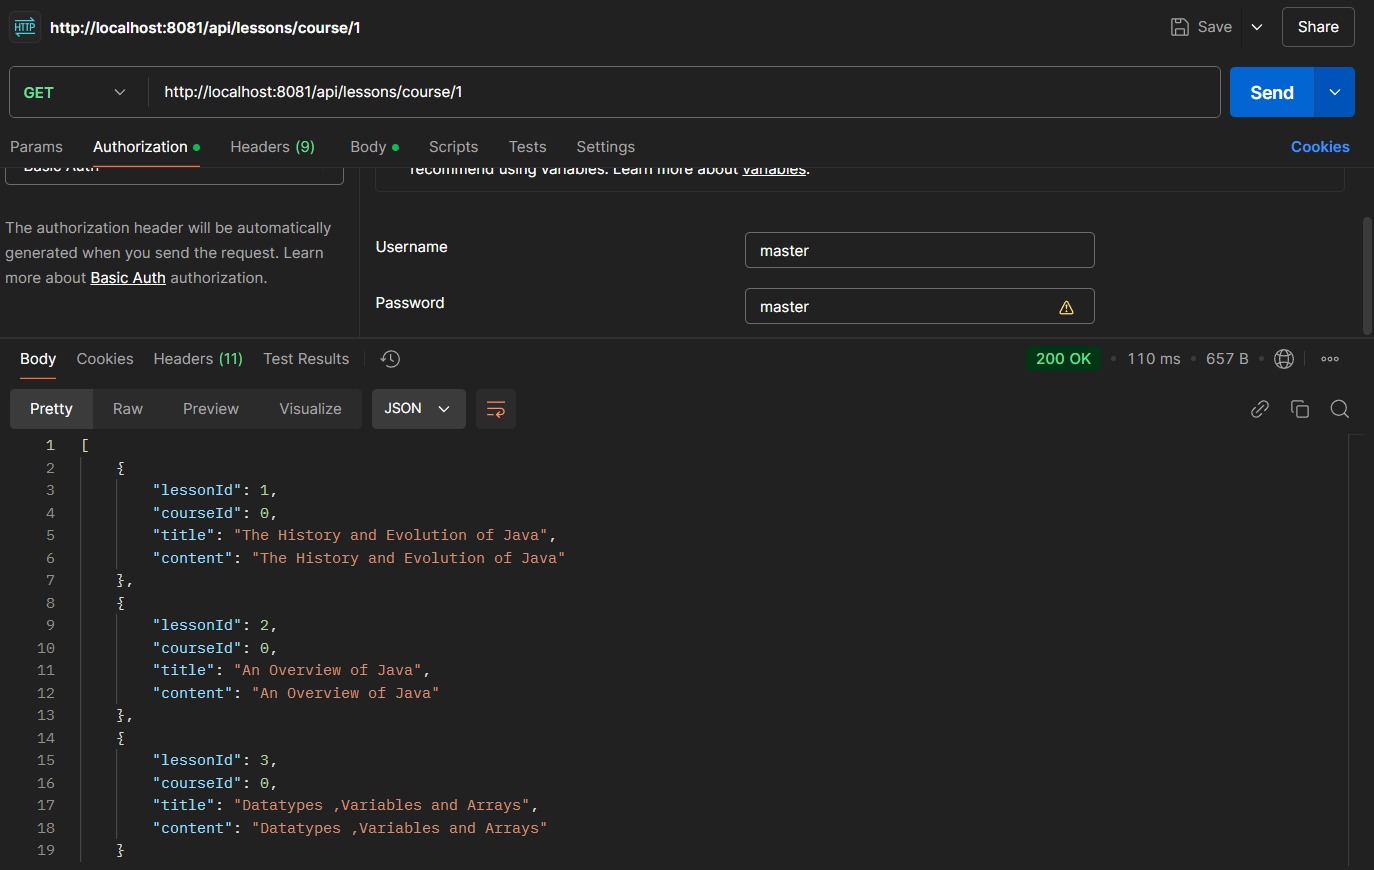 HTTP http://localhost:8081/api/lessons/course/1 Save Share
GET http://localhost:8081/api/lessons/course/1 Send
Params Authorization Headers (9) Body Scripts Tests Settings Cookies
Basic Auth
recommend using variables. Learn more about variables.
The authorization header will be automatically
generated when you send the request. Learn
more about Basic Auth authorization.
Username master
Password master
Body Cookies Headers (11) Test Results 200 OK 110 ms 657 B
Pretty Raw Preview Visualize JSON
1 [
2 {
3 "lessonId": 1,
4 "courseId": 0,
5 "title": "The History and Evolution of Java",
6 "content": "The History and Evolution of Java"
7 },
8 {
9 "lessonId": 2,
10 "courseId": 0,
11 "title": "An Overview of Java",
12 "content": "An Overview of Java"
13 },
14 {
15 "lessonId": 3,
16 "courseId": 0,
17 "title": "Datatypes ,Variables and Arrays",
18 "content": "Datatypes ,Variables and Arrays"
19 }